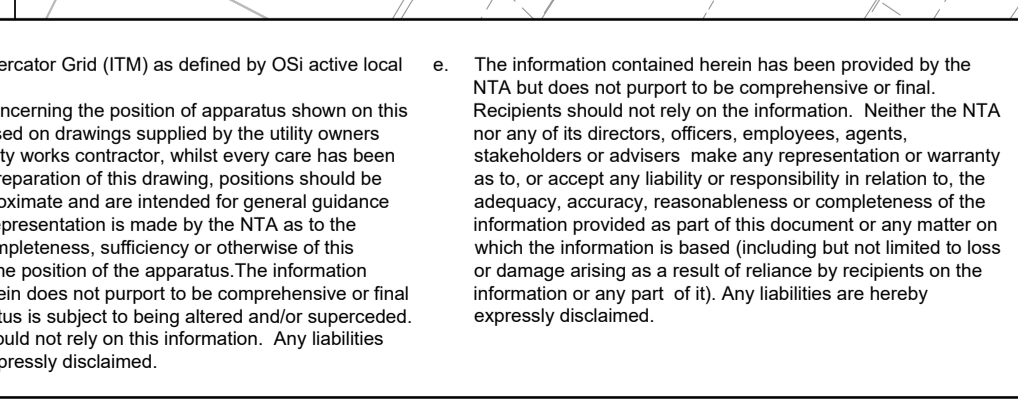 ercator Grid (ITM) as defined by OSi active local
ncerning the position of apparatus shown on this
sed on drawings supplied by the utility owners
ty works contractor, whilst every care has been
reparation of this drawing, positions should be
oximate and are intended for general guidance
epresentation is made by the NTA as to the
mpleteness, sufficiency or otherwise of this
he position of the apparatus.The information
ein does not purport to be comprehensive or final
tus is subject to being altered and/or superceded.
ould not rely on this information.  Any liabilities
pressly disclaimed.
e. The information contained herein has been provided by the
NTA but does not purport to be comprehensive or final.
Recipients should not rely on the information.  Neither the NTA
nor any of its directors, officers, employees, agents,
stakeholders or advisers  make any representation or warranty
as to, or accept any liability or responsibility in relation to, the
adequacy, accuracy, reasonableness or completeness of the
information provided as part of this document or any matter on
which the information is based (including but not limited to loss
or damage arising as a result of reliance by recipients on the
information or any part  of it). Any liabilities are hereby
expressly disclaimed.